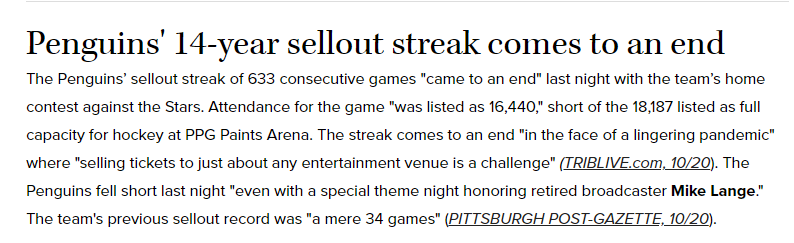 Penguins' 14-year sellout streak comes to an end
The Penguins’ sellout streak of 633 consecutive games "came to an end" last night with the team’s home
contest against the Stars. Attendance for the game "was listed as 16,440," short of the 18,187 listed as full
capacity for hockey at PPG Paints Arena. The streak comes to an end "in the face of a lingering pandemic"
where "selling tickets to just about any entertainment venue is a challenge" (TRIBLIVE.com, 10/20). The
Penguins fell short last night "even with a special theme night honoring retired broadcaster Mike Lange."
The team's previous sellout record was "a mere 34 games" (PITTSBURGH POST-GAZETTE, 10/20).